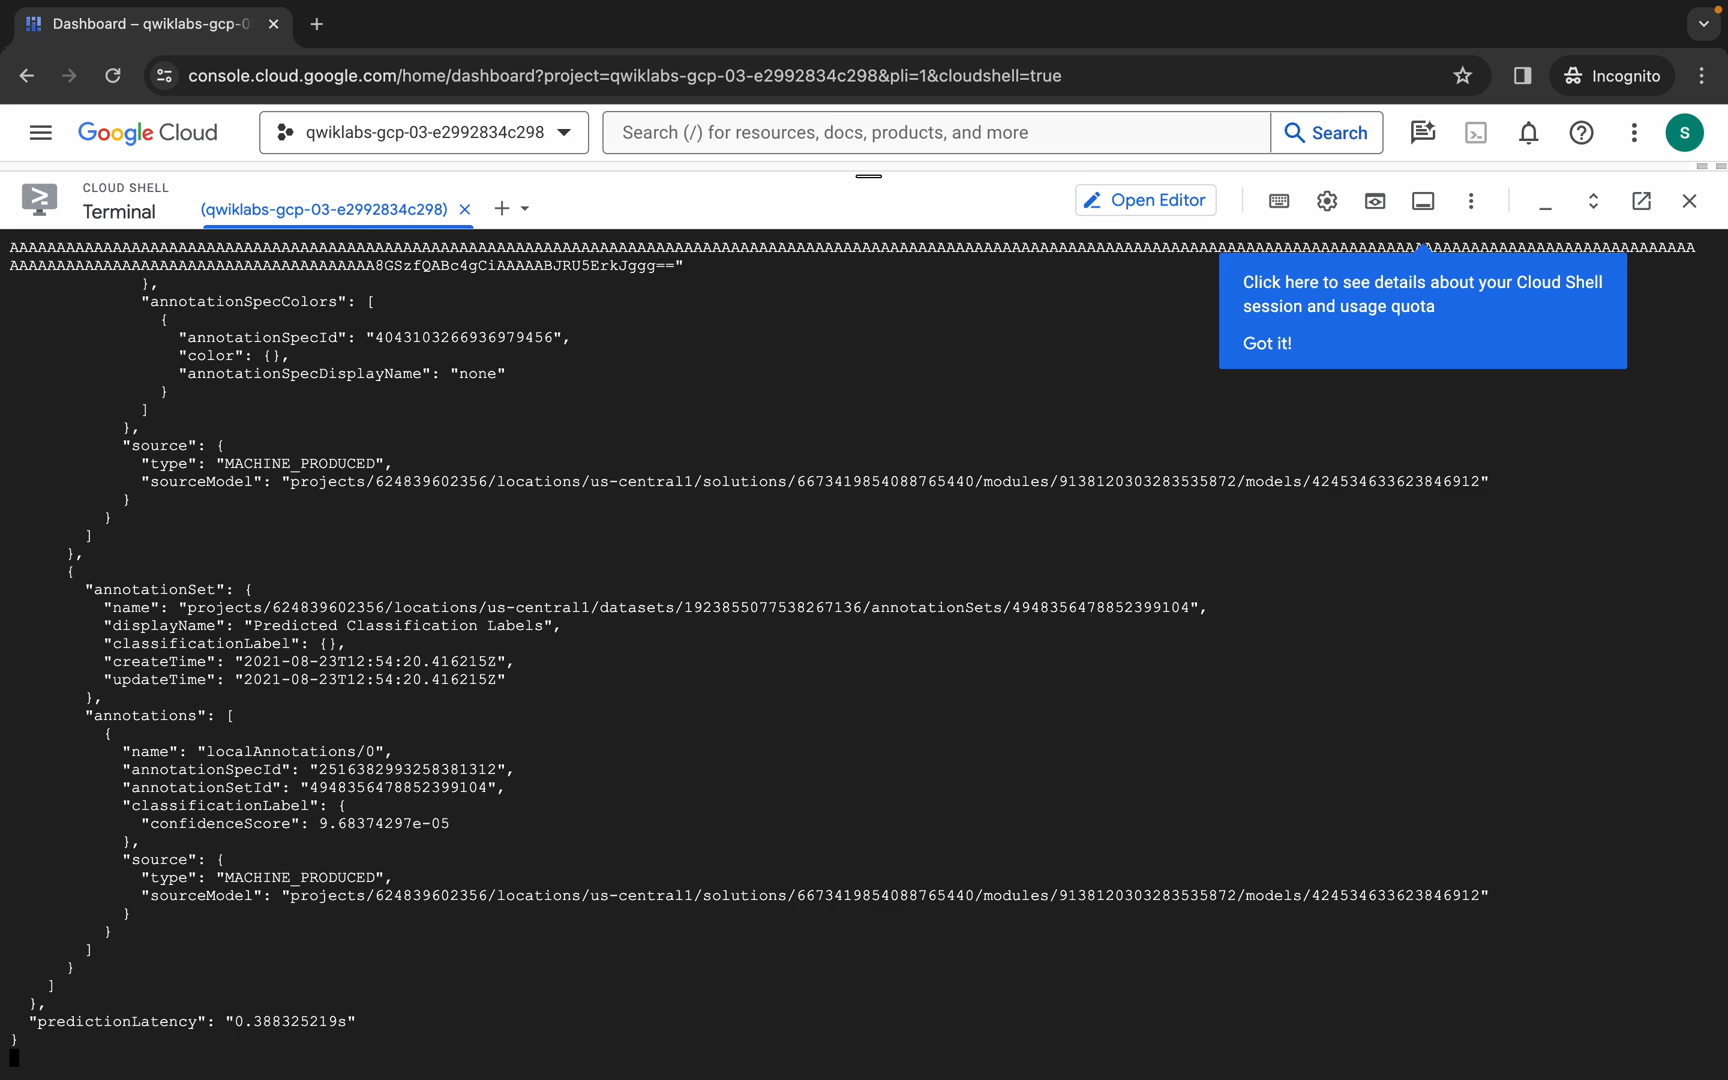 Dashboard – qwiklabs-gcp-0
console.cloud.google.com/home/dashboard?project=qwiklabs-gcp-03-e2992834c298&pli=1&cloudshell=true
Incognito
Google Cloud
qwiklabs-gcp-03-e2992834c298
Search (/) for resources, docs, products, and more
Search
S
CLOUD SHELL
Terminal
(qwiklabs-gcp-03-e2992834c298)
Open Editor
AAAAAAAAAAAAAAAAAAAAAAAAAAAAAAAAAAAAAAA8GSzfQABc4gCiAAAAABJRU5ErkJggg=="
},
"annotationSpecColors": [
{
"annotationSpecId": "4043103266936979456",
"color": {},
"annotationSpecDisplayName": "none"
}
]
},
"source": {
"type": "MACHINE_PRODUCED",
"sourceModel": "projects/624839602356/locations/us-central1/solutions/6673419854088765440/modules/9138120303283535872/models/424534633623846912"
}
}
]
},
{
"annotationSet": {
"name": "projects/624839602356/locations/us-central1/datasets/1923855077538267136/annotationSets/4948356478852399104",
"displayName": "Predicted Classification Labels",
"classificationLabel": {},
"createTime": "2021-08-23T12:54:20.416215Z",
"updateTime": "2021-08-23T12:54:20.416215Z"
},
"annotations": [
{
"name": "localAnnotations/0",
"annotationSpecId": "2516382993258381312",
"annotationSetId": "4948356478852399104",
"classificationLabel": {
"confidenceScore": 9.68374297e-05
},
"source": {
"type": "MACHINE_PRODUCED",
"sourceModel": "projects/624839602356/locations/us-central1/solutions/6673419854088765440/modules/9138120303283535872/models/424534633623846912"
}
}
]
}
]
},
"predictionLatency": "0.388325219s"
}
Click here to see details about your Cloud Shell
session and usage quota
Got it!